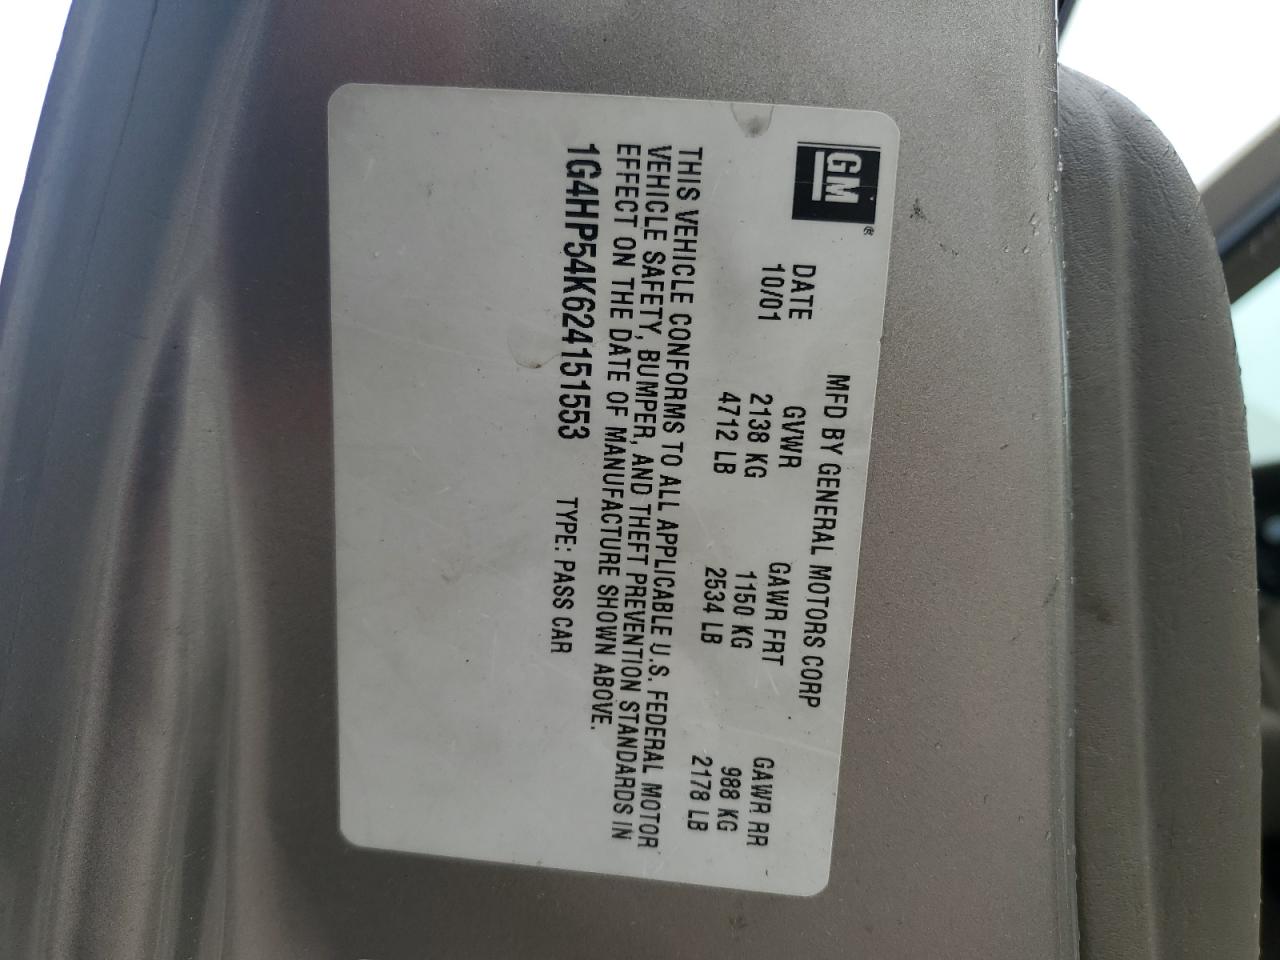 GM®
MFD BY GENERAL MOTORS CORP
DATE GVWR GAWR FRT GAWR RR
10/01 2138 KG 1150 KG 988 KG
4712 LB 2534 LB 2178 LB
THIS VEHICLE CONFORMS TO ALL APPLICABLE U.S. FEDERAL MOTOR
VEHICLE SAFETY, BUMPER, AND THEFT PREVENTION STANDARDS IN
EFFECT ON THE DATE OF MANUFACTURE SHOWN ABOVE.
1G4HP54K624151553 TYPE: PASS CAR